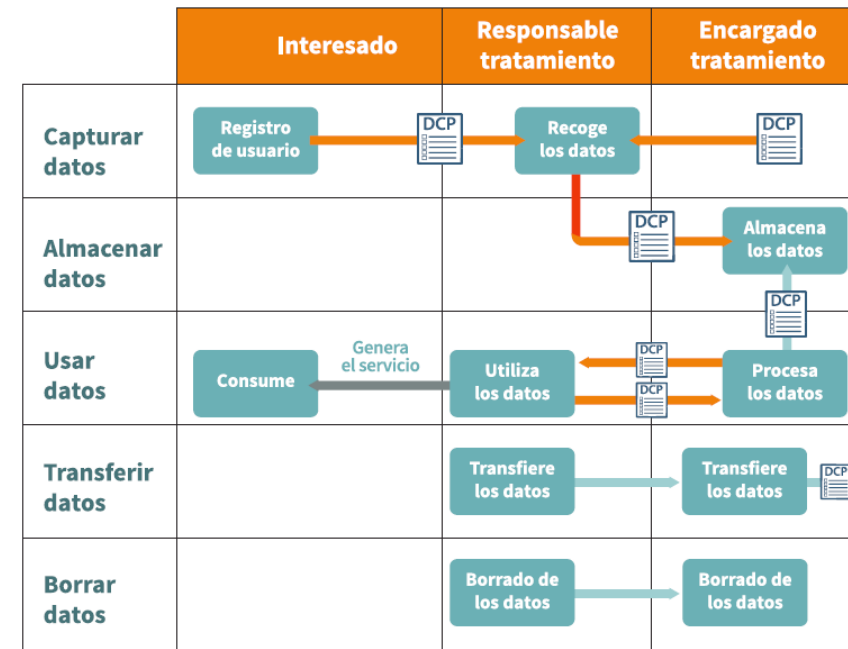 Interesado
Responsable
tratamiento
Encargado
tratamiento
Capturar
datos
Registro
de usuario
DCP
Recoge
los datos
DCP
Almacenar
datos
DCP
Almacena
los datos
DCP
Usar
datos
Consume
Genera
el servicio
Utiliza
los datos
DCP
DCP
Procesa
los datos
Transferir
datos
Transfiere
los datos
Transfiere
los datos
DCP
Borrar
datos
Borrado de
los datos
Borrado de
los datos